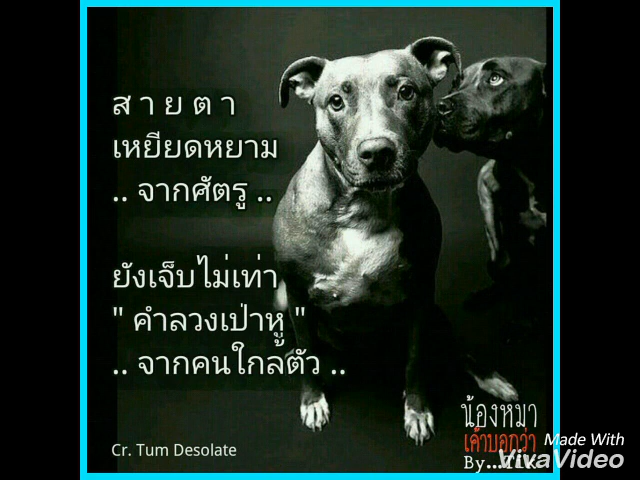 ส า ย ต า
เหยียดหยาม
.. จากศัตรู ..
ยังเจ็บไม่เท่า
" คำลวงเป่าหู "
.. จากคนใกล้ตัว ..
Cr. Tum Desolate
น้องหมา
เค้าบอกว่า
By...
Made With
VivaVideo